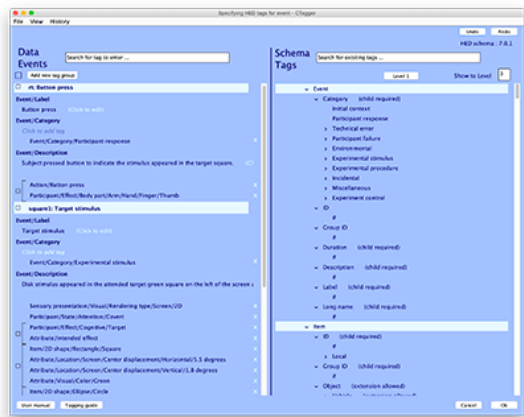 Specifying HED tags for event - CTagger
File View History
Undo Redo
HED schema : 7.0.1
Data Events
Search for tag to enter ...
Add new tag group
rt: Button press
Event/Label
Button press (Click to edit)
Event/Category
Click to add tag
Event/Category/Participant response X
Event/Description
Subject pressed button to indicate the stimulus appeared in the target square. (Cl
Action/Button press X
Participant/Effect/Body part/Arm/Hand/Finger/Thumb X
square1: Target stimulus
Event/Label
Target stimulus (Click to edit)
Event/Category
Click to add tag
Event/Category/Experimental stimulus X
Event/Description
Disk stimulus appeared in the attended target green square on the left of the screen a
Sensory presentation/Visual/Rendering type/Screen/2D X
Participant/State/Attention/Covert X
Participant/Effect/Cognitive/Target X
Attribute/Intended effect X
Item/2D shape/Rectangle/Square X
Attribute/Location/Screen/Center displacement/Horizontal/5.5 degrees X
Attribute/Location/Screen/Center displacement/Vertical/1.8 degrees X
Attribute/Visual/Color/Green X
Item/2D shape/Ellipse/Circle X
User manual Tagging guide
Schema Tags
Search for existing tags ...
Level 1 Show to Level
Event
Category (child required)
Initial context
Participant response
Technical error
Participant failure
Environmental
Experimental stimulus
Experimental procedure
Incidental
Miscellaneous
Experiment control
ID
#
Group ID
#
Duration (child required)
#
Description (child required)
#
Label (child required)
#
Long name (child required)
#
Item
ID (child required)
#
Local
Group ID (child required)
#
Object (extension allowed)
Cancel Ok